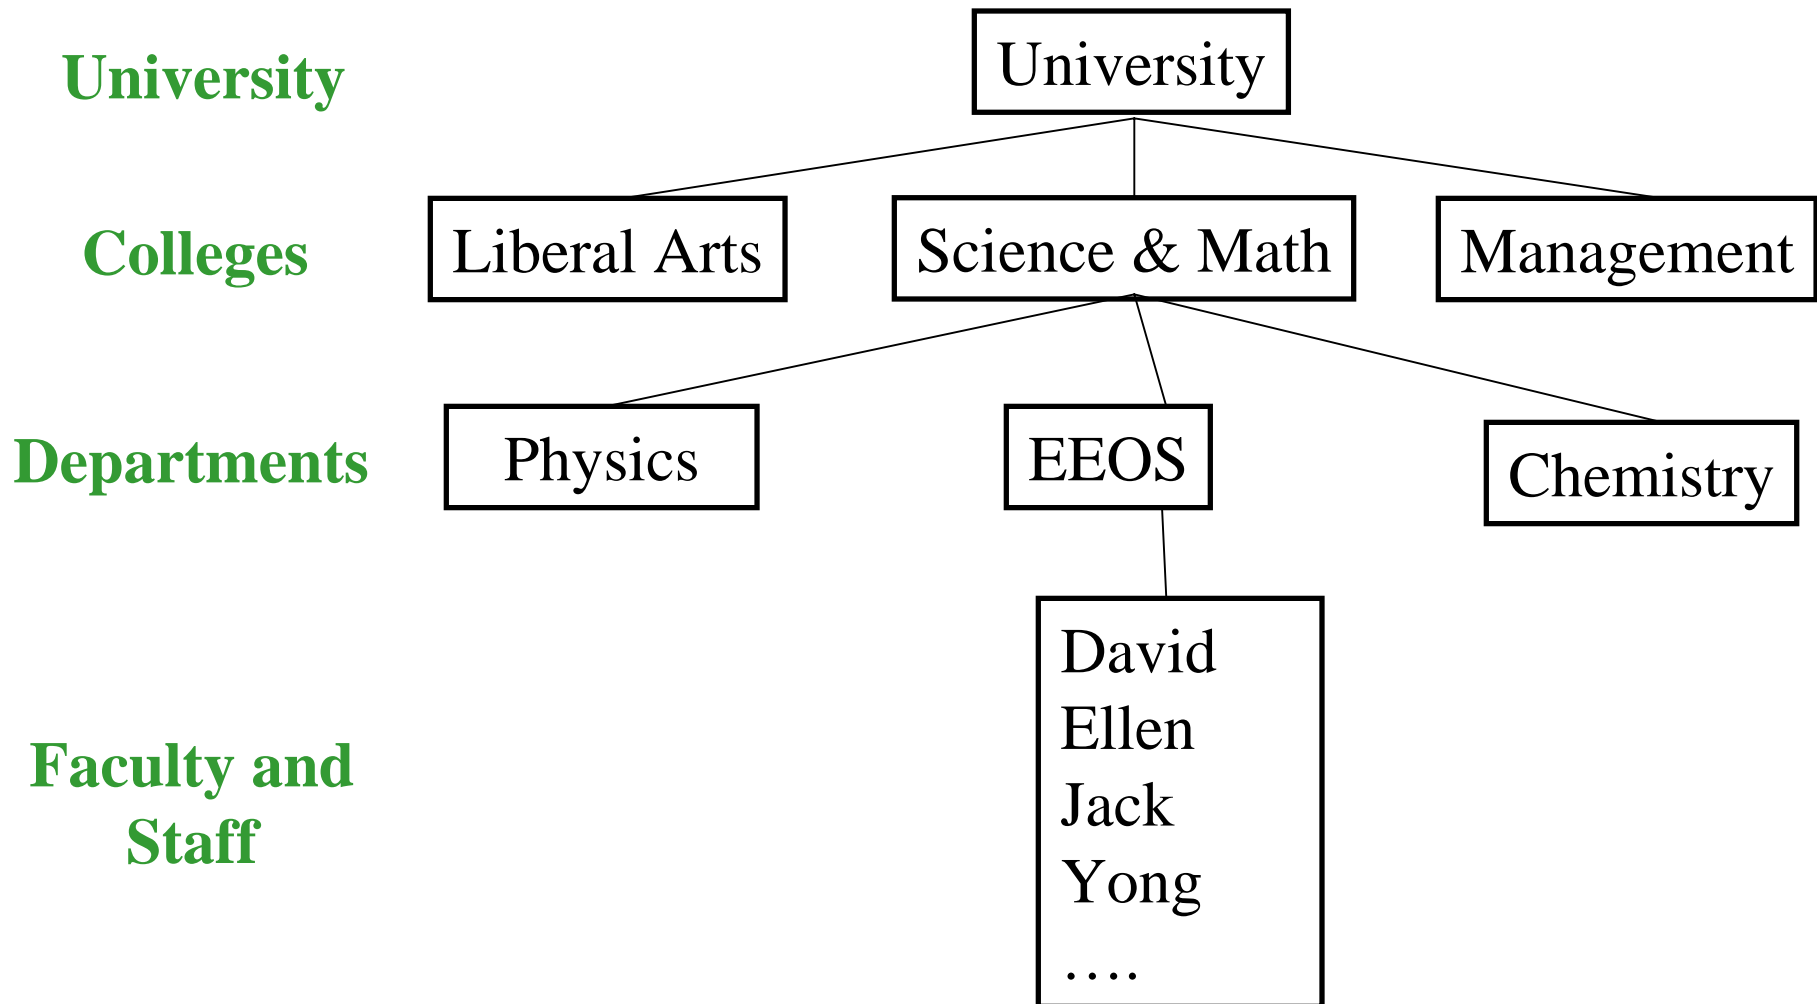 University
University
Colleges
Liberal Arts
Science & Math
Management
Departments
Physics
EEOS
Chemistry
Faculty and
Staff
David
Ellen
Jack
Yong
….